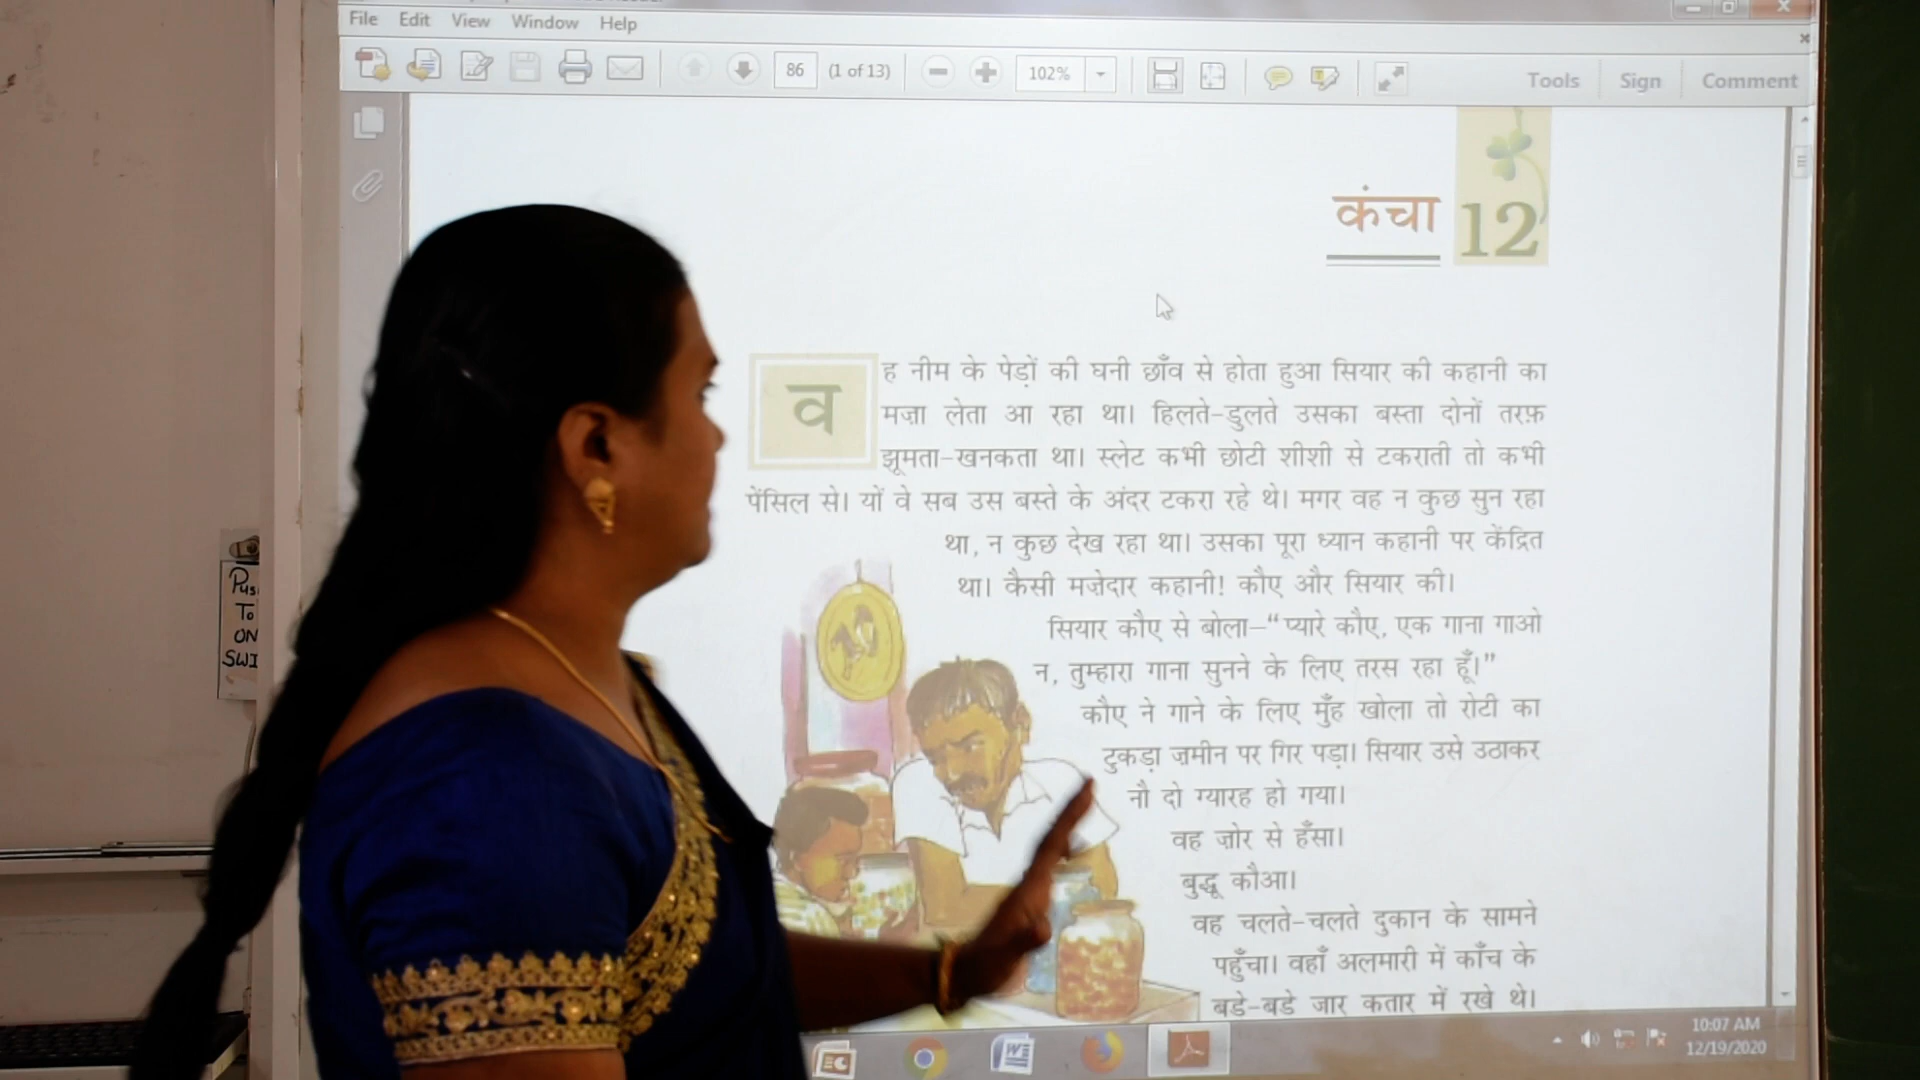 File Edit View Window Help
86 (1 of 13) 102% Tools Sign Comment
कंचा
12
वह नीम के पेड़ों की घनी छाँव से होता हुआ सियार की कहानी का
मज़ा लेता आ रहा था। हिलते-डुलते उसका बस्ता दोनों तरफ़
झूमता-खनकता था। स्लेट कभी छोटी शीशी से टकराती तो कभी
पेंसिल से। यों वे सब उस बस्ते के अंदर टकरा रहे थे। मगर वह न कुछ सुन रहा
था, न कुछ देख रहा था। उसका पूरा ध्यान कहानी पर केंद्रित
था। कैसी मज़ेदार कहानी! कौए और सियार की।
सियार कौए से बोला—“प्यारे कौए, एक गाना गाओ
न, तुम्हारा गाना सुनने के लिए तरस रहा हूँ।”
कौए ने गाने के लिए मुँह खोला तो रोटी का
टुकड़ा ज़मीन पर गिर पड़ा। सियार उसे उठाकर
नौ दो ग्यारह हो गया।
वह ज़ोर से हँसा।
बुद्धू कौआ।
वह चलते-चलते दुकान के सामने
पहुँचा। वहाँ अलमारी में काँच के
बड़े-बड़े जार कतार में रखे थे।
10:07 AM
12/19/2020
TO
ON